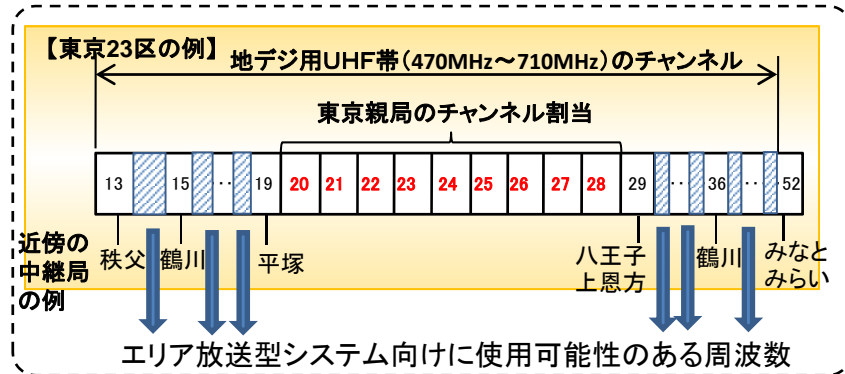 【東京23区の例】
地デジ用UHF帯(470MHz~710MHz)のチャンネル
東京親局のチャンネル割当
13 15 ‥ 19 20 21 22 23 24 25 26 27 28 29 ‥ 36 ‥ 52
近傍の
中継局
の例
秩父 鶴川 平塚 八王子 鶴川 みなと
上恩方 みらい
エリア放送型システム向けに使用可能性のある周波数